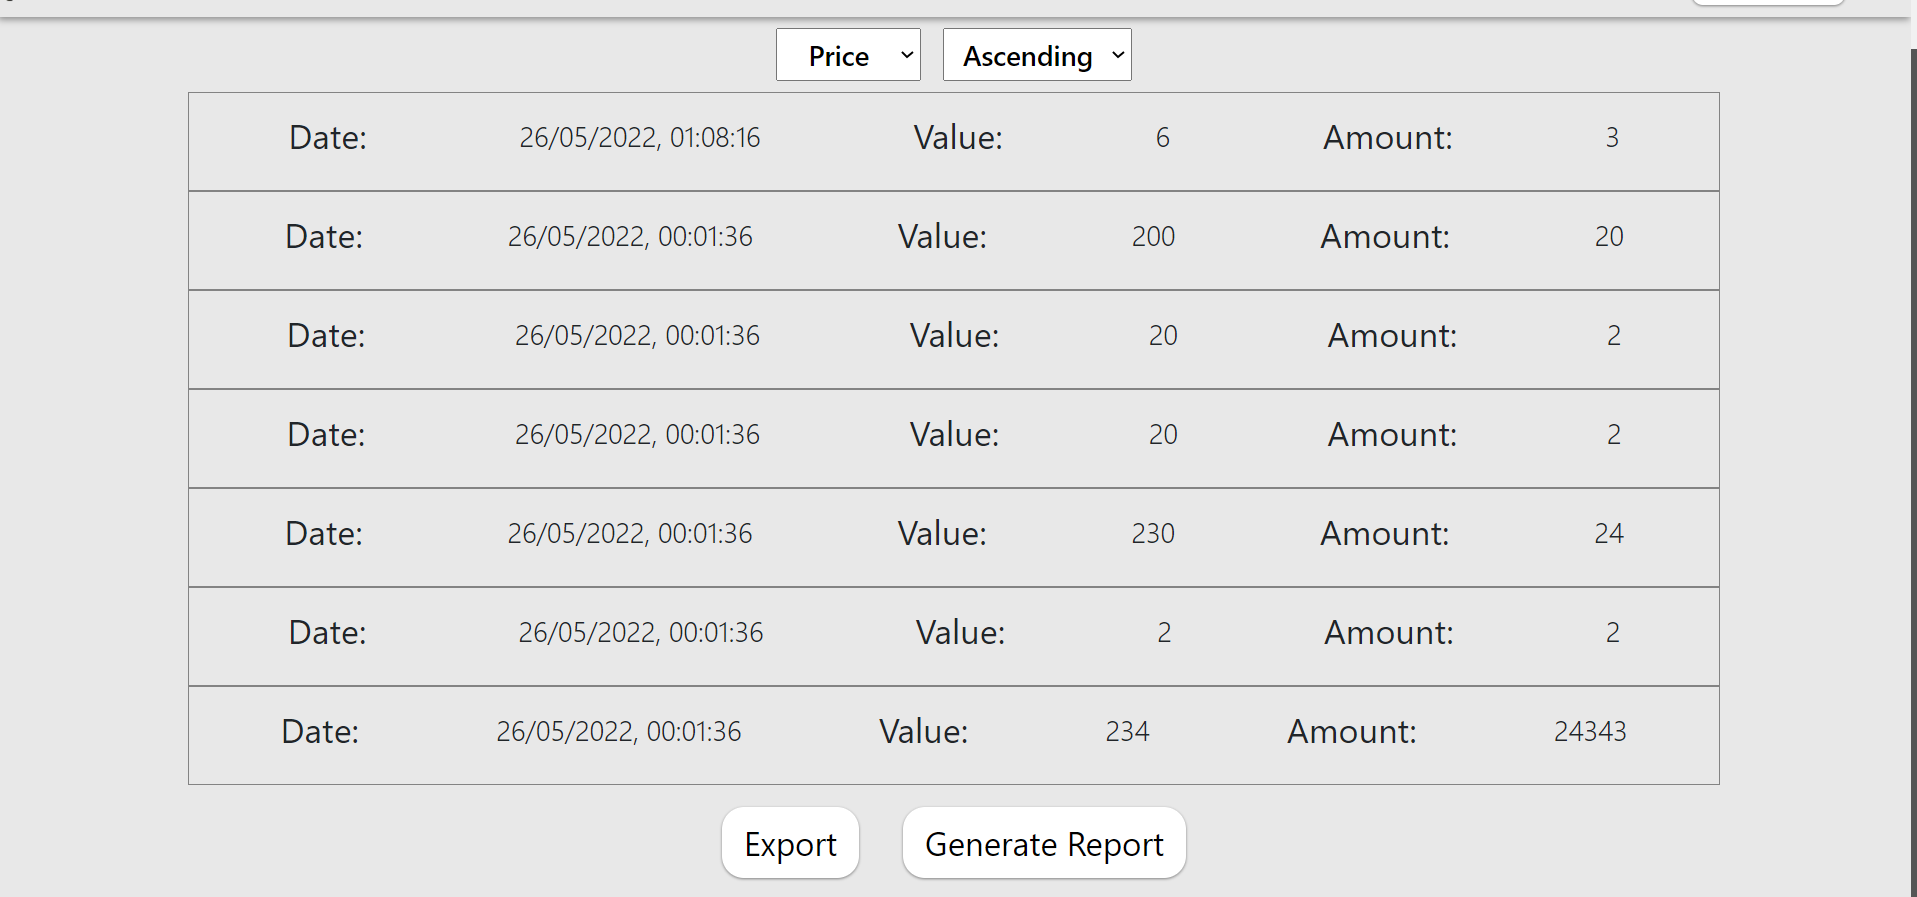 Price Ascending
Date: 26/05/2022, 01:08:16 Value: 6 Amount: 3
Date: 26/05/2022, 00:01:36 Value: 200 Amount: 20
Date: 26/05/2022, 00:01:36 Value: 20 Amount: 2
Date: 26/05/2022, 00:01:36 Value: 20 Amount: 2
Date: 26/05/2022, 00:01:36 Value: 230 Amount: 24
Date: 26/05/2022, 00:01:36 Value: 2 Amount: 2
Date: 26/05/2022, 00:01:36 Value: 234 Amount: 24343
Export Generate Report